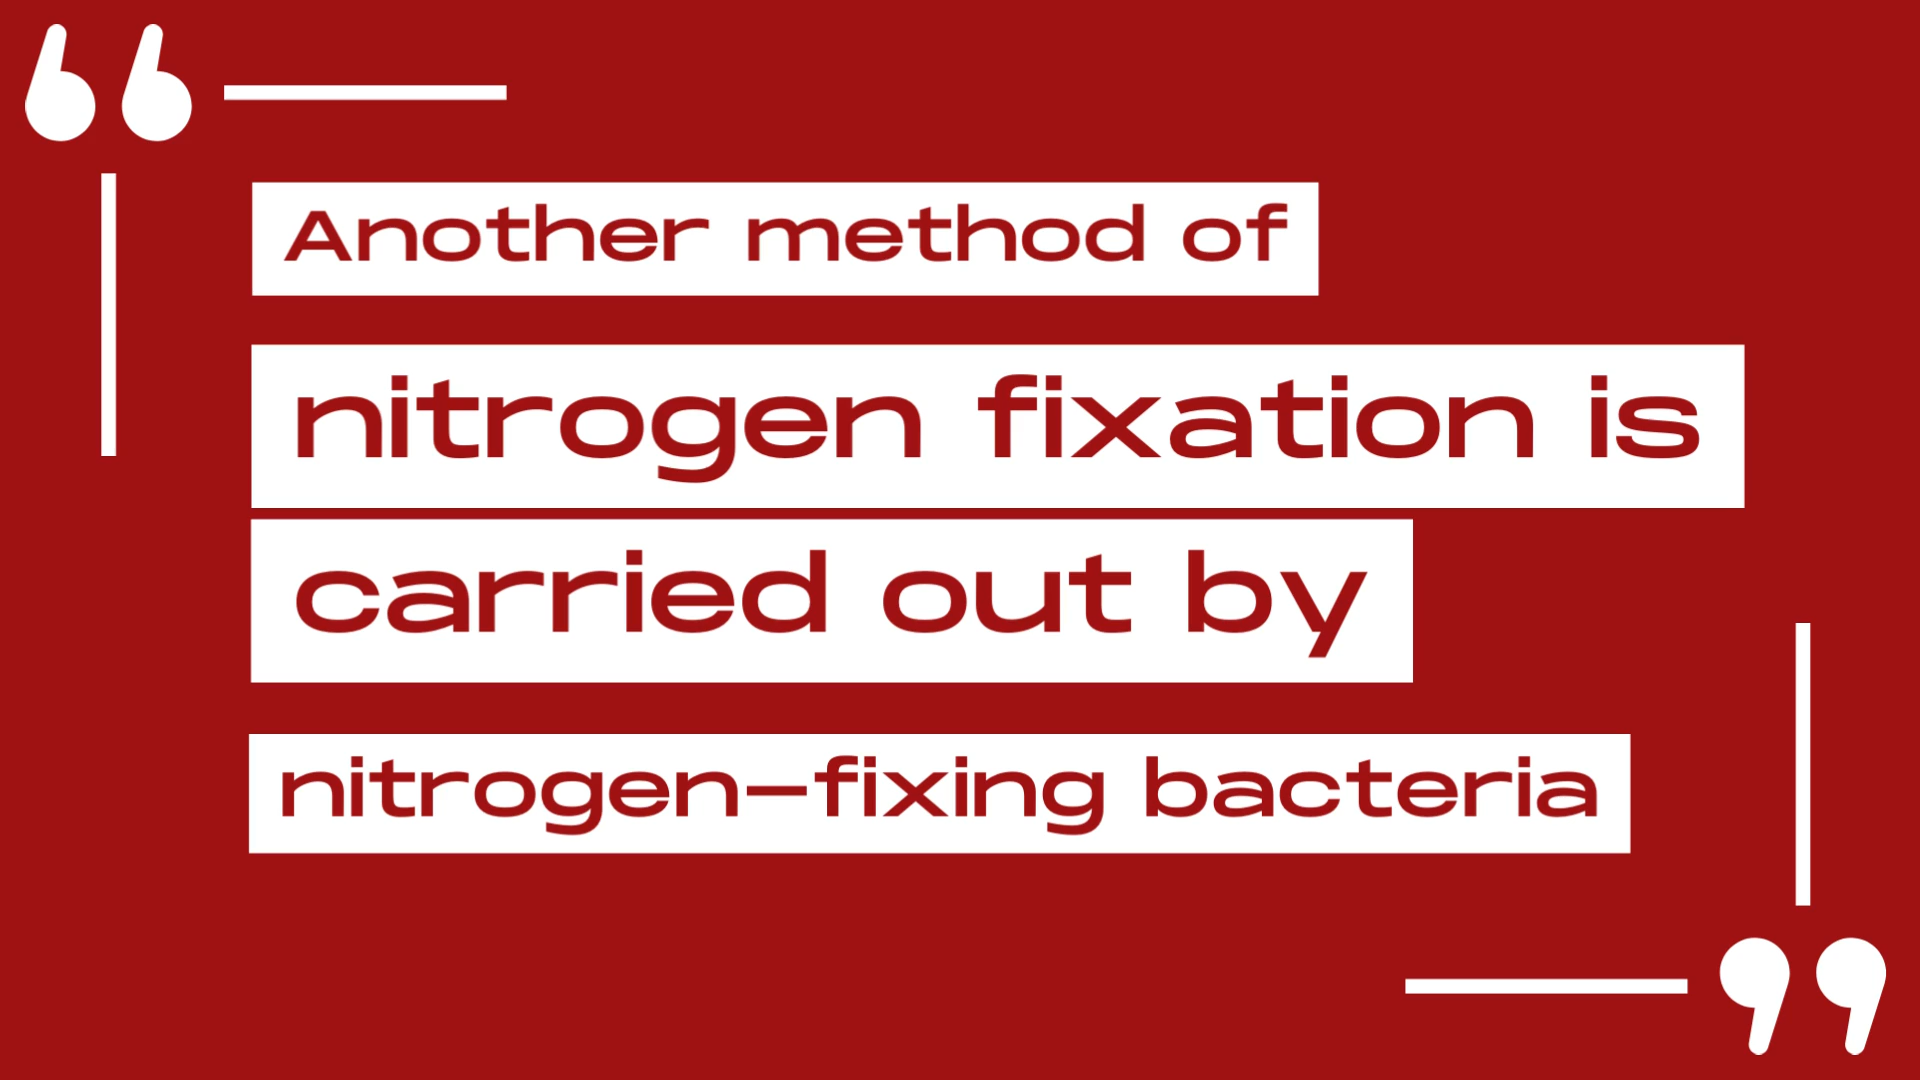 Another method of
nitrogen fixation is
carried out by
nitrogen-fixing bacteria